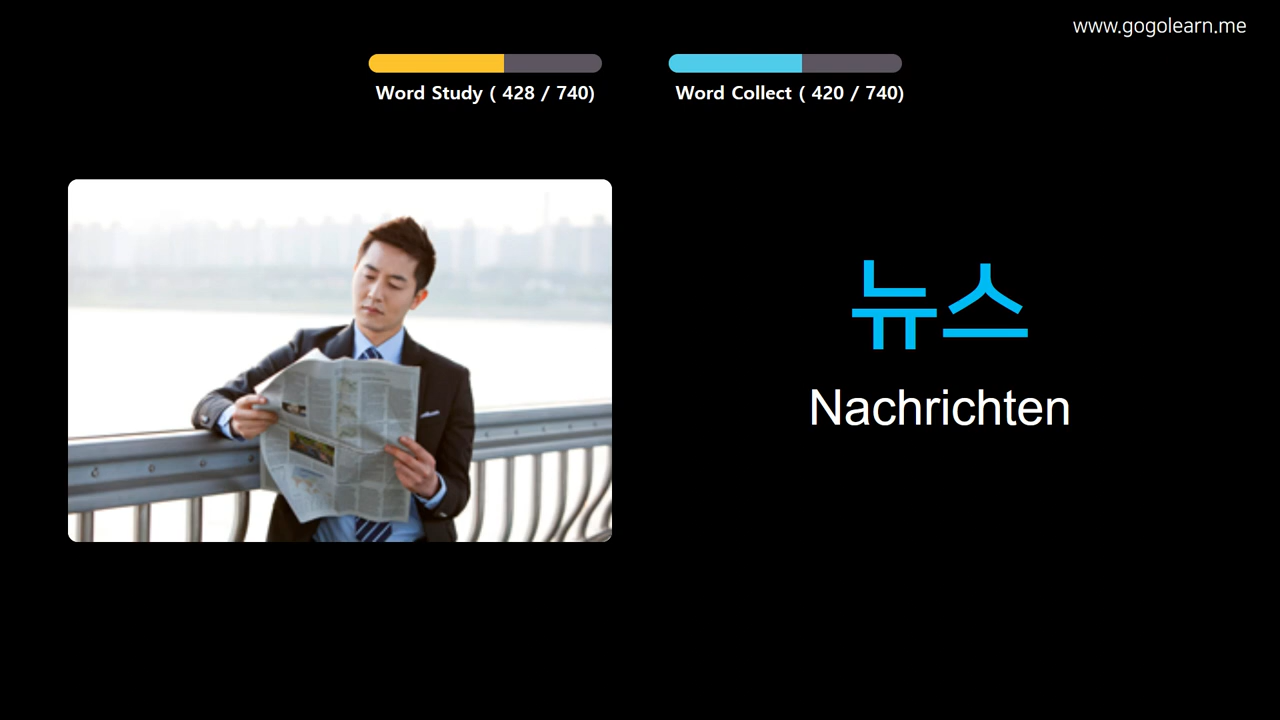 www.gogolearn.me
Word Study ( 428 / 740)
Word Collect ( 420 / 740)
뉴스
Nachrichten